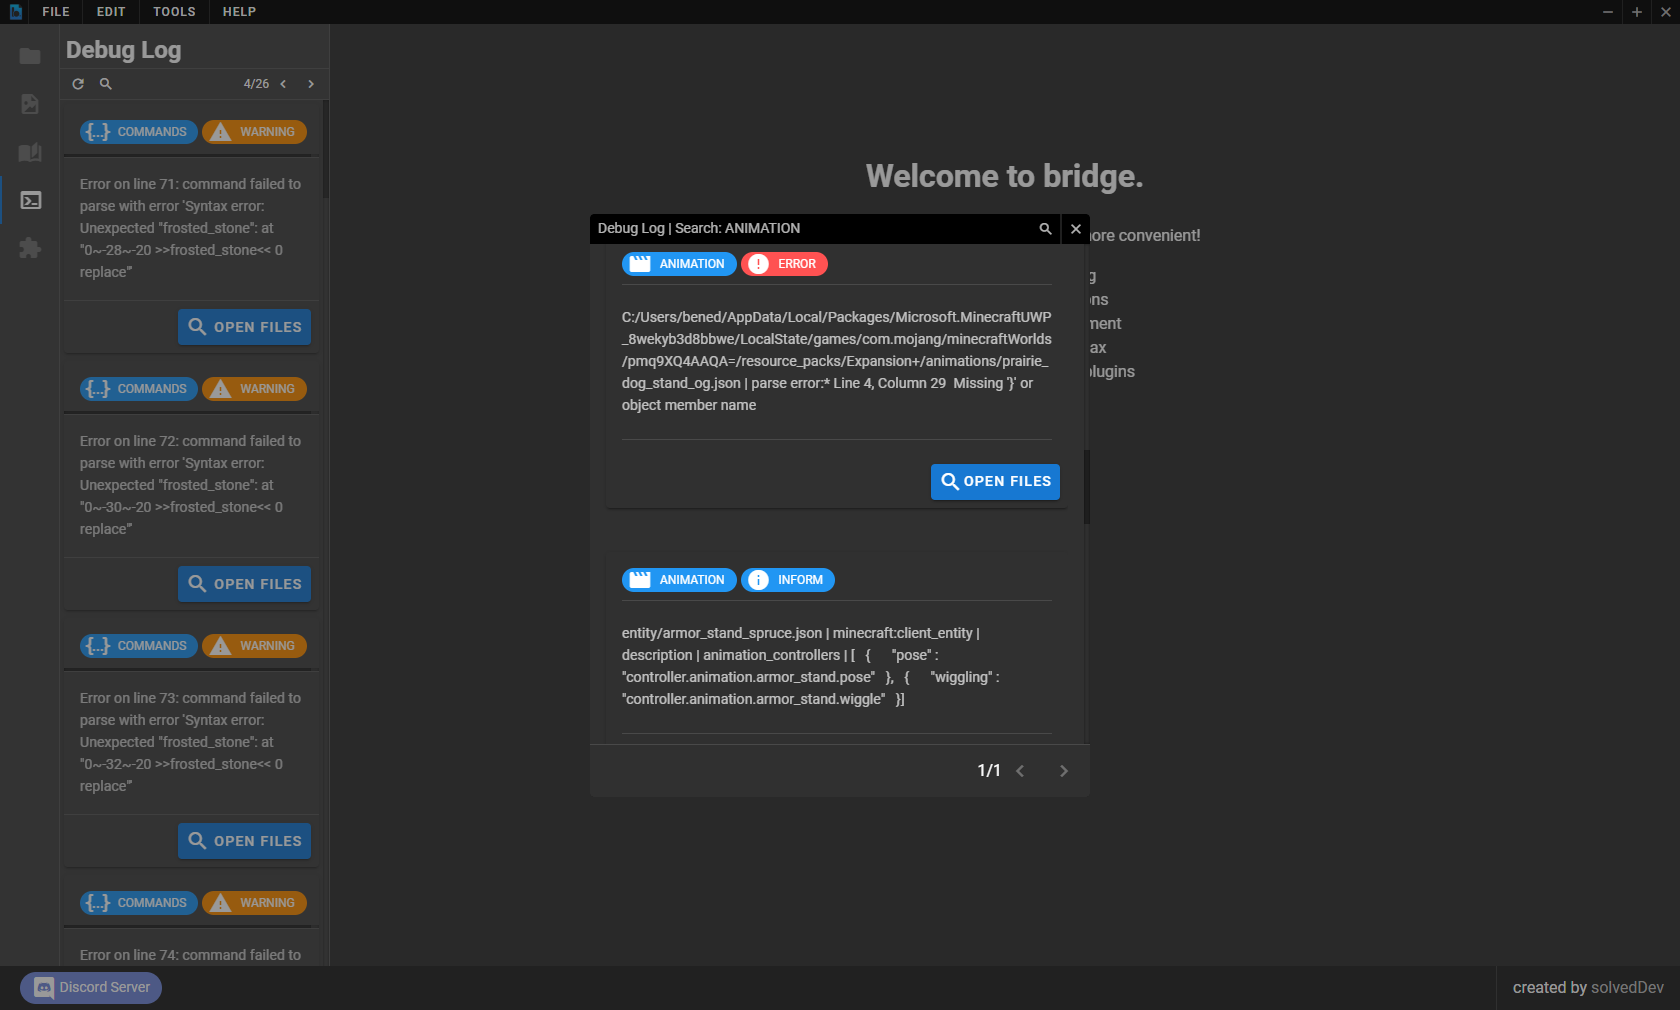 FILE EDIT TOOLS HELP
Debug Log
4/26
COMMANDS WARNING
Error on line 71: command failed to
parse with error 'Syntax error:
Unexpected "frosted_stone": at
"0~-28~-20 >>frosted_stone<< 0
replace"'
OPEN FILES
COMMANDS WARNING
Error on line 72: command failed to
parse with error 'Syntax error:
Unexpected "frosted_stone": at
"0~-30~-20 >>frosted_stone<< 0
replace"'
OPEN FILES
COMMANDS WARNING
Error on line 73: command failed to
parse with error 'Syntax error:
Unexpected "frosted_stone": at
"0~-32~-20 >>frosted_stone<< 0
replace"'
OPEN FILES
COMMANDS WARNING
Error on line 74: command failed to
Welcome to bridge.
ore convenient!
g
ons
ment
ax
plugins
Debug Log | Search: ANIMATION
ANIMATION ERROR
C:/Users/bened/AppData/Local/Packages/Microsoft.MinecraftUWP
_8wekyb3d8bbwe/LocalState/games/com.mojang/minecraftWorlds
/pmq9XQ4AAQA=/resource_packs/Expansion+/animations/prairie_
dog_stand_og.json | parse error:* Line 4, Column 29  Missing '}' or
object member name
OPEN FILES
ANIMATION INFORM
entity/armor_stand_spruce.json | minecraft:client_entity |
description | animation_controllers | [ { "pose" :
"controller.animation.armor_stand.pose" }, { "wiggling" :
"controller.animation.armor_stand.wiggle" }]
1/1
Discord Server
created by solvedDev